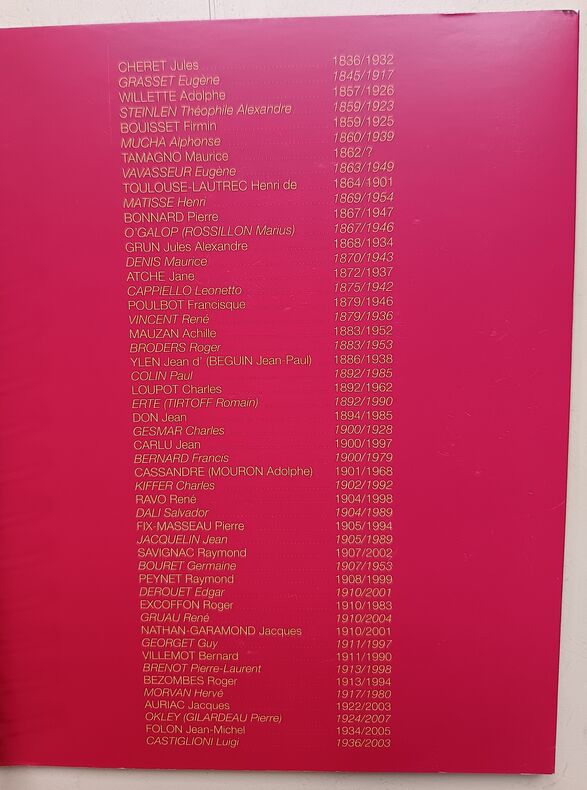 CHERET Jules 1836/1932
GRASSET Eugène 1845/1917
WILLETTE Adolphe 1857/1926
STEINLEN Théophile Alexandre 1859/1923
BOUISSET Firmin 1859/1925
MUCHA Alphonse 1860/1939
TAMAGNO Maurice 1862/?
VAVASSEUR Eugène 1863/1949
TOULOUSE-LAUTREC Henri de 1864/1901
MATISSE Henri 1869/1954
BONNARD Pierre 1867/1947
O'GALOP (ROSSILLON Marius) 1867/1946
GRUN Jules Alexandre 1868/1934
DENIS Maurice 1870/1943
ATCHE Jane 1872/1937
CAPPIELLO Leonetto 1875/1942
POULBOT Francisque 1879/1946
VINCENT René 1879/1936
MAUZAN Achille 1883/1952
BRODERS Roger 1883/1953
YLEN Jean d' (BEGUIN Jean-Paul) 1886/1938
COLIN Paul 1892/1985
LOUPOT Charles 1892/1962
ERTE (TIRTOFF Romain) 1892/1990
DON Jean 1894/1985
GESMAR Charles 1900/1928
CARLU Jean 1900/1997
BERNARD Francis 1900/1979
CASSANDRE (MOURON Adolphe) 1901/1968
KIFFER Charles 1902/1992
RAVO René 1904/1998
DALI Salvador 1904/1989
FIX-MASSEAU Pierre 1905/1994
JACQUELIN Jean 1905/1989
SAVIGNAC Raymond 1907/2002
BOURET Germaine 1907/1953
PEYNET Raymond 1908/1999
DEROUET Edgar 1910/2001
EXCOFFON Roger 1910/1983
GRUAU René 1910/2004
NATHAN-GARAMOND Jacques 1910/2001
GEORGET Guy 1911/1997
VILLEMOT Bernard 1911/1990
BRENOT Pierre-Laurent 1913/1998
BEZOMBES Roger 1913/1994
MORVAN Hervé 1917/1980
AURIAC Jacques 1922/2003
OKLEY (GILARDEAU Pierre) 1924/2007
FOLON Jean-Michel 1934/2005
CASTIGLIONI Luigi 1936/2003